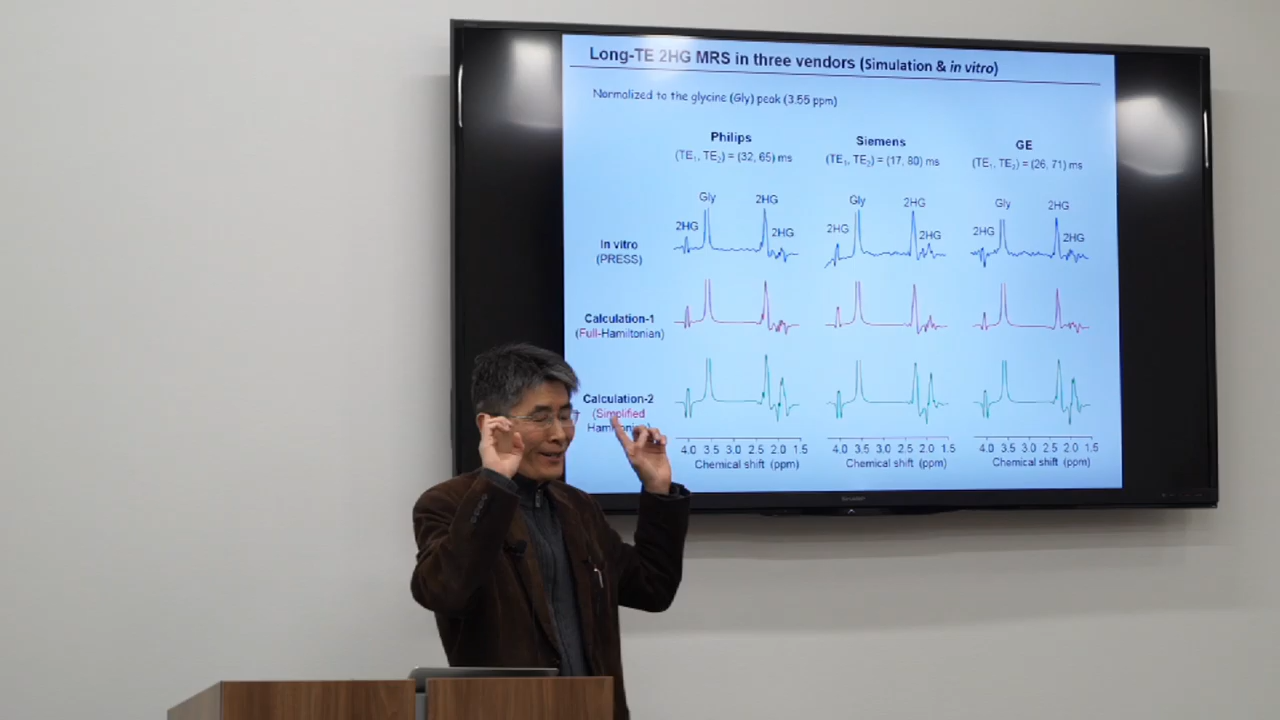 Long-TE 2HG MRS in three vendors (Simulation & in vitro)
Normalized to the glycine (Gly) peak (3.55 ppm)
Philips
(TE1, TE2) = (32, 65) ms
Siemens
(TE1, TE2) = (17, 80) ms
GE
(TE1, TE2) = (26, 71) ms
In vitro
(PRESS)
2HG Gly 2HG 2HG
2HG Gly 2HG 2HG
2HG Gly 2HG 2HG
Calculation-1
(Full-Hamiltonian)
Calculation-2
(Simplified
4.0 3.5 3.0 2.5 2.0 1.5
Chemical shift (ppm)
4.0 3.5 3.0 2.5 2.0 1.5
Chemical shift (ppm)
4.0 3.5 3.0 2.5 2.0 1.5
Chemical shift (ppm)